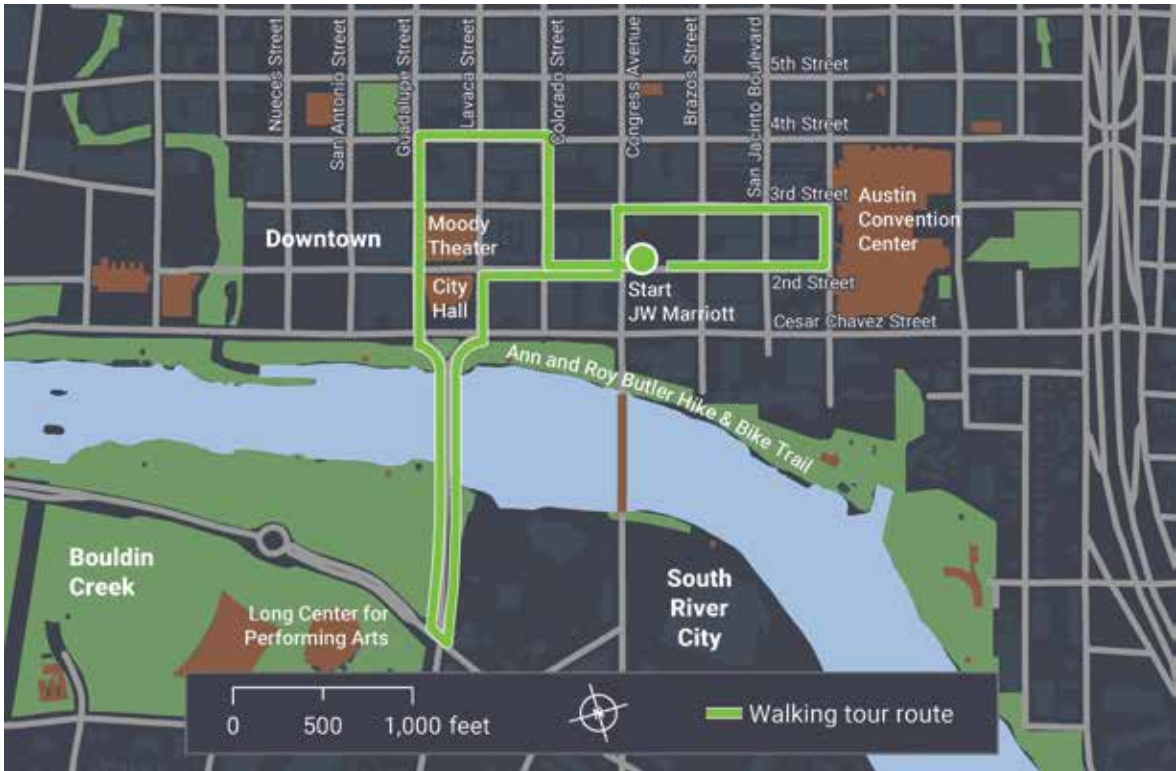 Nueces Street
San Antonio Street
Guadalupe Street
Lavaca Street
Colorado Street
Congress Avenue
Brazos Street
San Jacinto Boulevard
5th Street
4th Street
3rd Street
Austin
Convention
Center
Moody
Theater
Downtown
City
Hall
Start
JW Marriott
2nd Street
Cesar Chavez Street
Ann and Roy Butler Hike & Bike Trail
Bouldin
Creek
South
River
City
Long Center for
Performing Arts
0 500 1,000 feet
Walking tour route